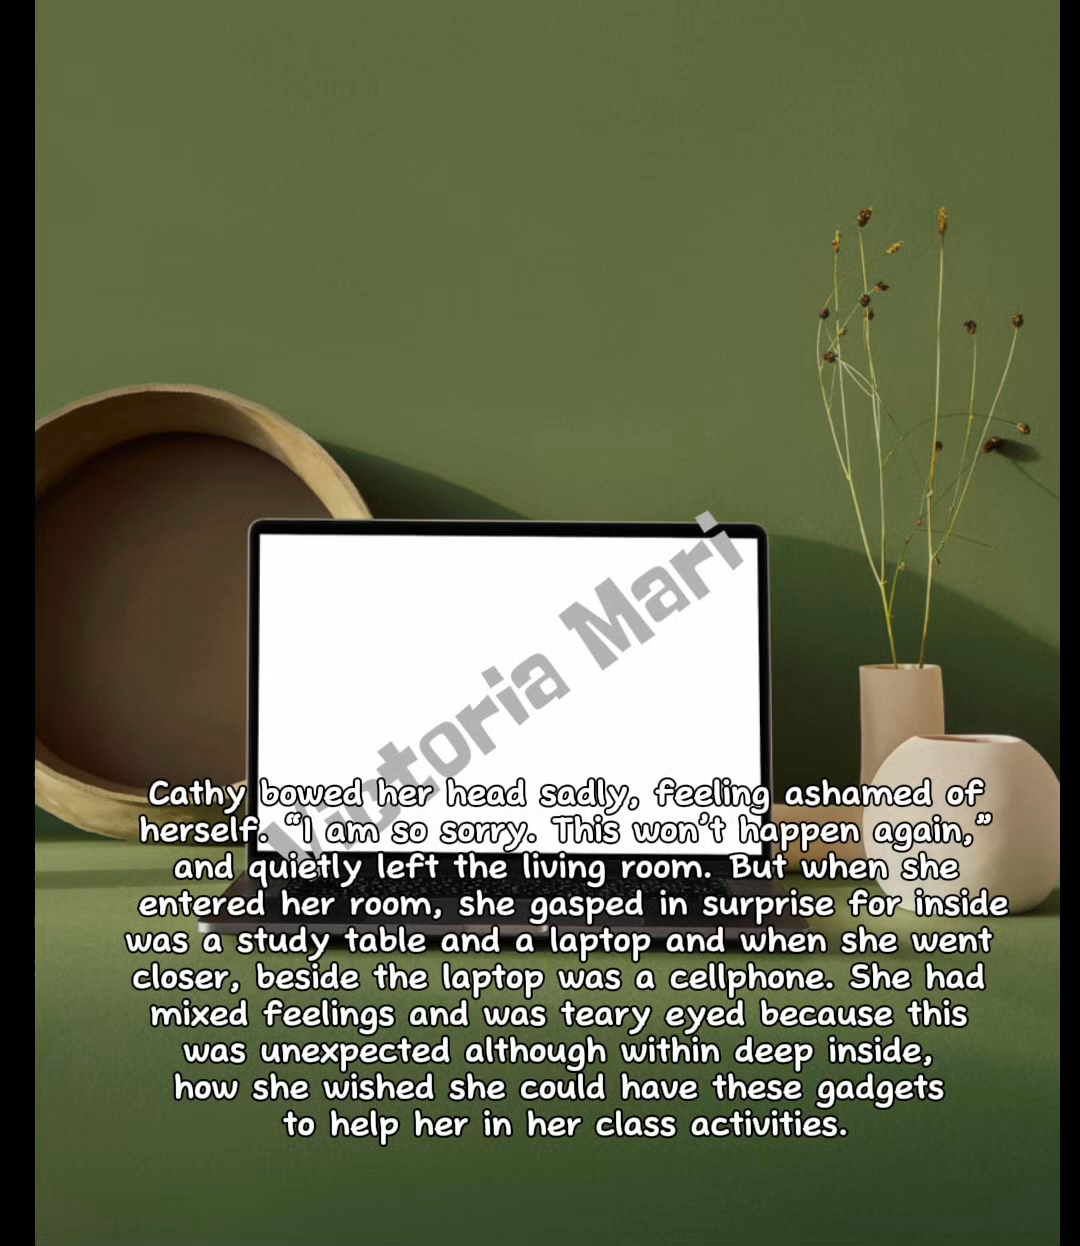 Victoria Mari
Cathy bowed her head sadly, feeling ashamed of
herself. “I am so sorry. This won’t happen again,”
and quietly left the living room. But when she
entered her room, she gasped in surprise for inside
was a study table and a laptop and when she went
closer, beside the laptop was a cellphone. She had
mixed feelings and was teary eyed because this
was unexpected although within deep inside,
how she wished she could have these gadgets
to help her in her class activities.